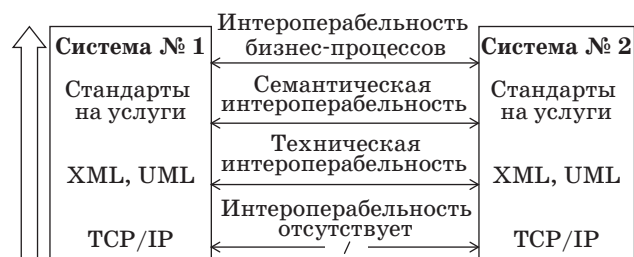 Интероперабельность
бизнес-процессов
Система № 1
Система № 2
Семантическая
интероперабельность
Стандарты
на услуги
Стандарты
на услуги
Техническая
интероперабельность
XML, UML
XML, UML
Интероперабельность
отсутствует
TCP/IP
TCP/IP